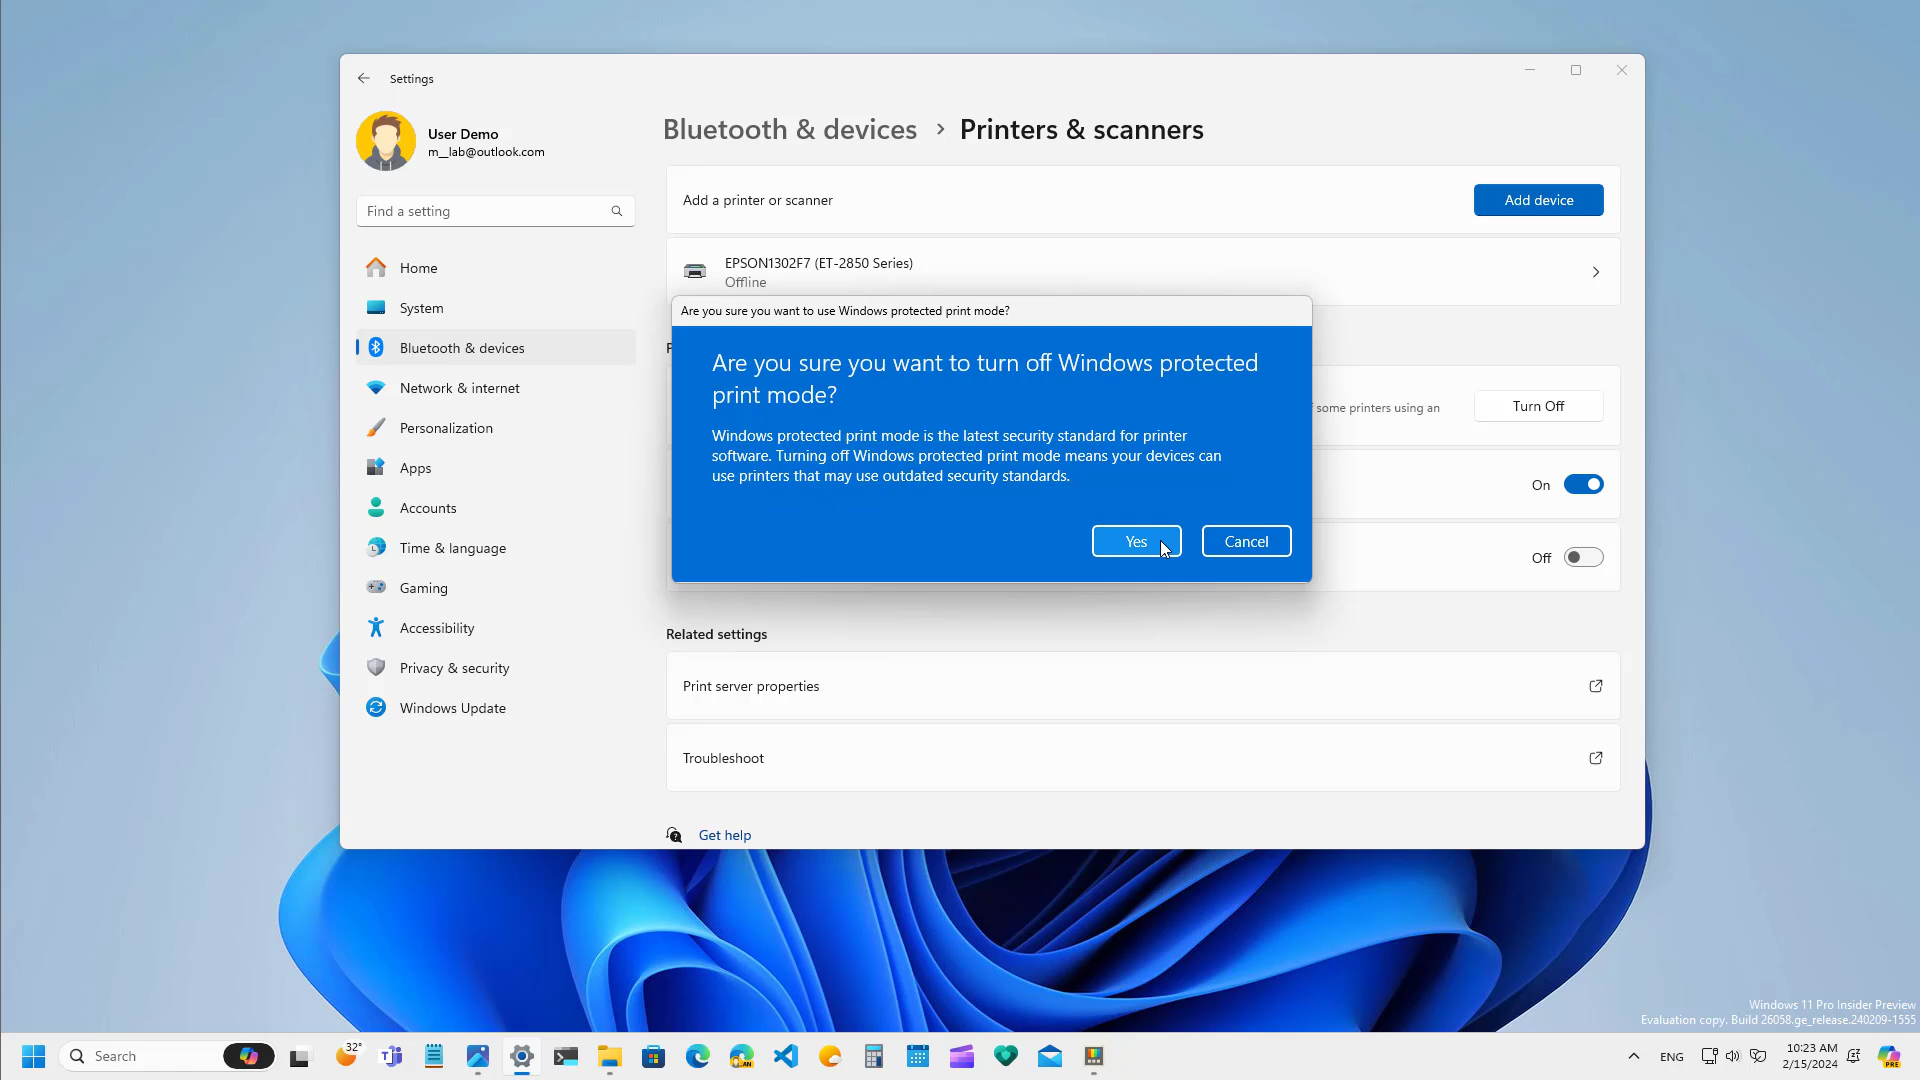 Settings
User Demo
m__lab@outlook.com
Find a setting
Home
System
Bluetooth & devices
Network & internet
Personalization
Apps
Accounts
Time & language
Gaming
Accessibility
Privacy & security
Windows Update
Bluetooth & devices › Printers & scanners
Add a printer or scanner
Add device
EPSON1302F7 (ET-2850 Series)
Offline
Are you sure you want to use Windows protected print mode?
Are you sure you want to turn off Windows protected
print mode?
Windows protected print mode is the latest security standard for printer
software. Turning off Windows protected print mode means your devices can
use printers that may use outdated security standards.
Yes
Cancel
some printers using an
Turn Off
On
Off
Related settings
Print server properties
Troubleshoot
Get help
Windows 11 Pro Insider Preview
Evaluation copy. Build 26058.ge_release.240209-1555
Search
32°
CAN
ENG
10:23 AM
2/15/2024
PRE